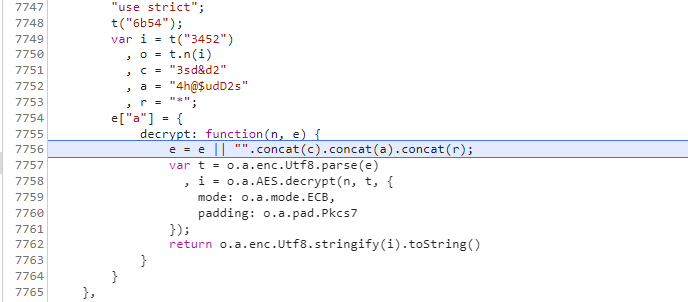 7747 "use strict";
7748 t("6b54");
7749 var i = t("3452")
7750 , o = t.n(i)
7751 , c = "3sd&d2"
7752 , a = "4h@$udD2s"
7753 , r = "*";
7754 e["a"] = {
7755 decrypt: function(n, e) {
7756 e = e || "".concat(c).concat(a).concat(r);
7757 var t = o.a.enc.Utf8.parse(e)
7758 , i = o.a.AES.decrypt(n, t, {
7759 mode: o.a.mode.ECB,
7760 padding: o.a.pad.Pkcs7
7761 });
7762 return o.a.enc.Utf8.stringify(i).toString()
7763 }
7764 }
7765 },